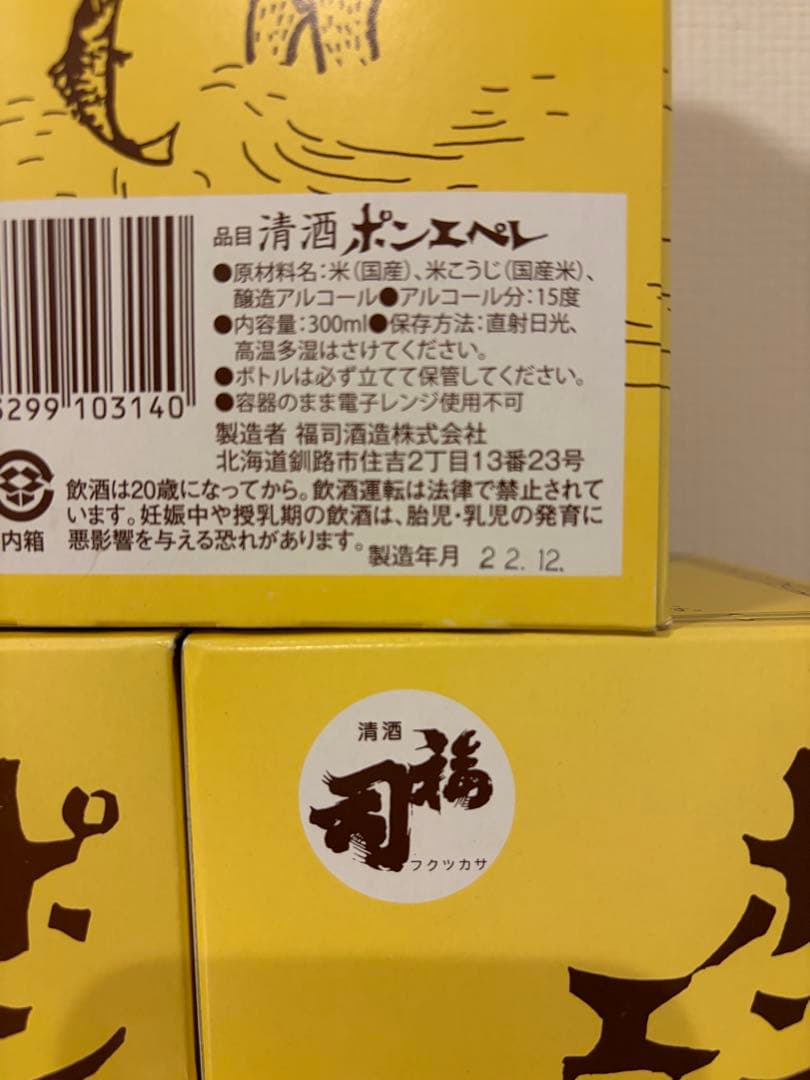 品目 清酒 ポンエペレ
●原材料名:米(国産)、米こうじ(国産米)、
醸造アルコール●アルコール分:15度
●内容量:300ml●保存方法:直射日光、
高温多湿はさけてください。
●ボトルは必ず立てて保管してください。
●容器のまま電子レンジ使用不可
299 103140
製造者 福司酒造株式会社
北海道釧路市住吉2丁目13番23号
飲酒は20歳になってから。飲酒運転は法律で禁止されて
います。妊娠中や授乳期の飲酒は、胎児・乳児の発育に
悪影響を与える恐れがあります。
内箱
製造年月 22.12.
清酒
福司
フクツカサ
ポン
ポンエ